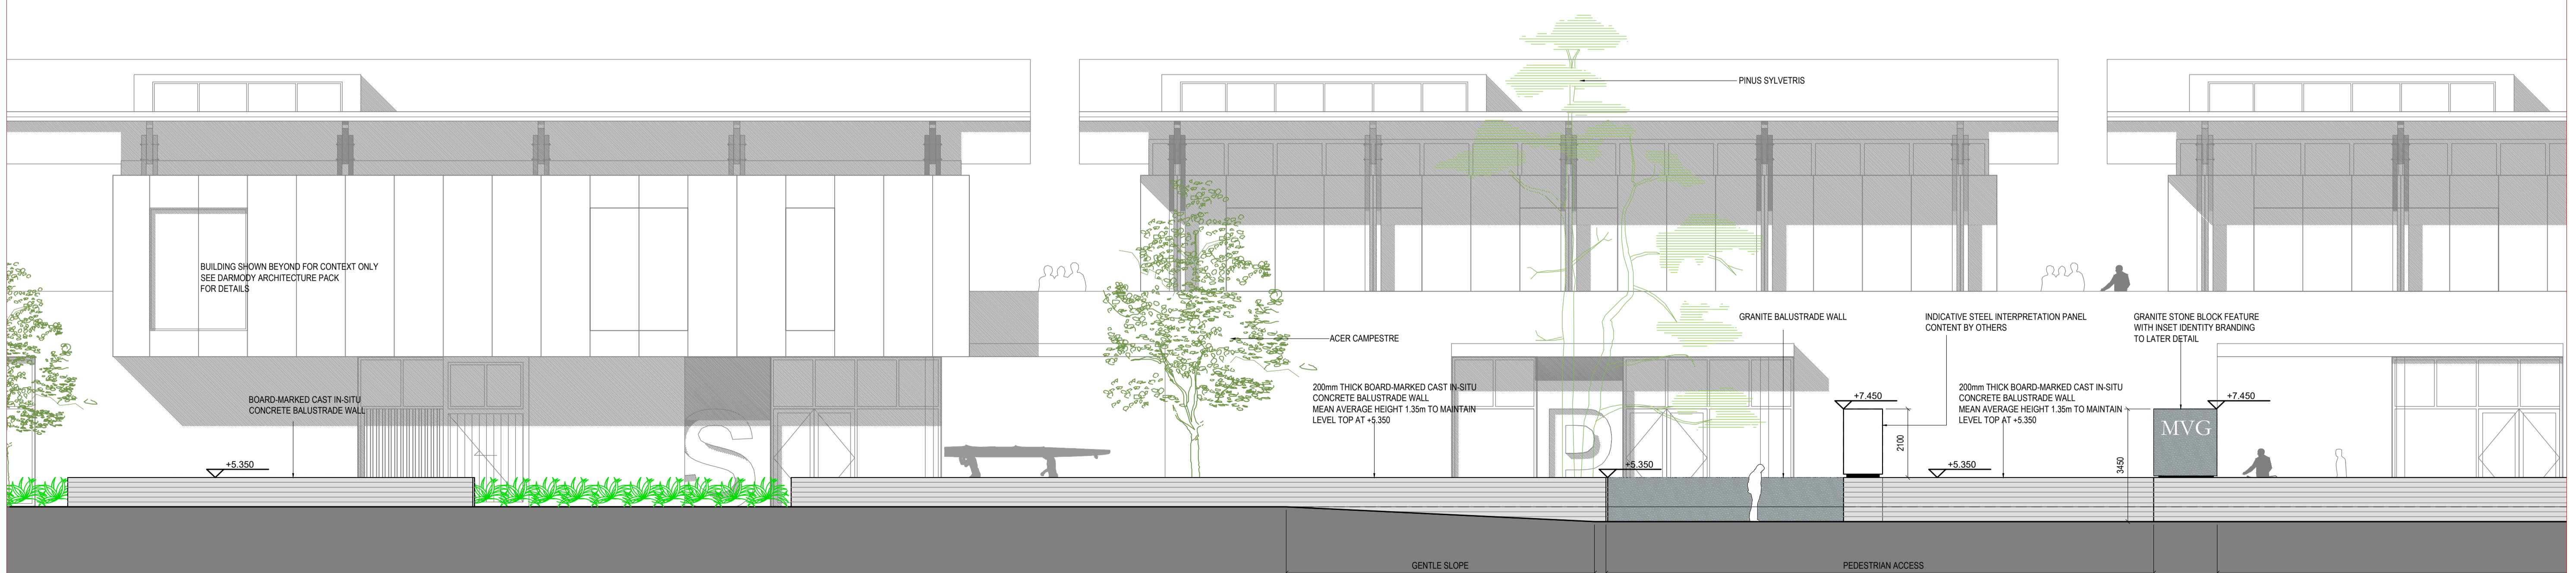 PINUS SYLVETRIS
BUILDING SHOWN BEYOND FOR CONTEXT ONLY
SEE DARMODY ARCHITECTURE PACK
FOR DETAILS
GRANITE BALUSTRADE WALL
INDICATIVE STEEL INTERPRETATION PANEL
CONTENT BY OTHERS
GRANITE STONE BLOCK FEATURE
WITH INSET IDENTITY BRANDING
TO LATER DETAIL
ACER CAMPESTRE
BOARD-MARKED CAST IN-SITU
CONCRETE BALUSTRADE WALL
200mm THICK BOARD-MARKED CAST IN-SITU
CONCRETE BALUSTRADE WALL
MEAN AVERAGE HEIGHT 1.35m TO MAINTAIN
LEVEL TOP AT +5.350
+7.450
200mm THICK BOARD-MARKED CAST IN-SITU
CONCRETE BALUSTRADE WALL
MEAN AVERAGE HEIGHT 1.35m TO MAINTAIN
LEVEL TOP AT +5.350
+7.450
MVG
S
P
2100
3450
+5.350
+5.350
+5.350
GENTLE SLOPE
PEDESTRIAN ACCESS